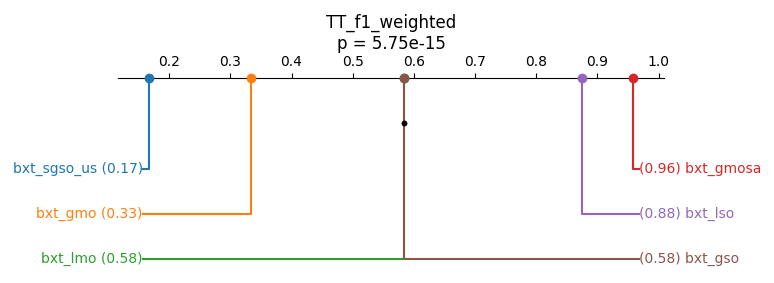 TT_f1_weighted
p = 5.75e-15
0.2 0.3 0.4 0.5 0.6 0.7 0.8 0.9 1.0
bxt_sgso_us (0.17) (0.96) bxt_gmosa
bxt_gmo (0.33) (0.88) bxt_lso
bxt_lmo (0.58) (0.58) bxt_gso